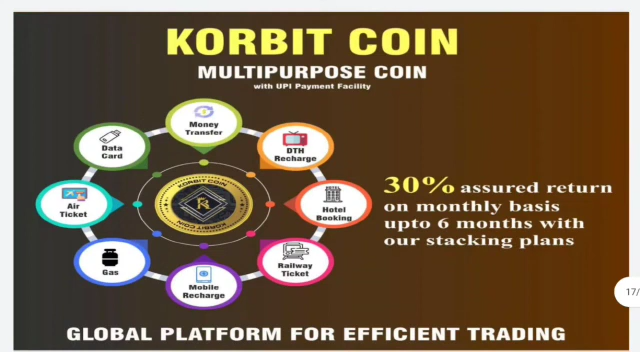 KORBIT COIN
MULTIPURPOSE COIN
with UPI Payment Facility
Money
Transfer
Data
Card
DTH
Recharge
Air
Ticket
KORBIT COIN
KORBIT COIN
Hotel
Booking
Gas
Railway
Ticket
Mobile
Recharge
30% assured return
on monthly basis
upto 6 months with
our stacking plans
17/
GLOBAL PLATFORM FOR EFFICIENT TRADING